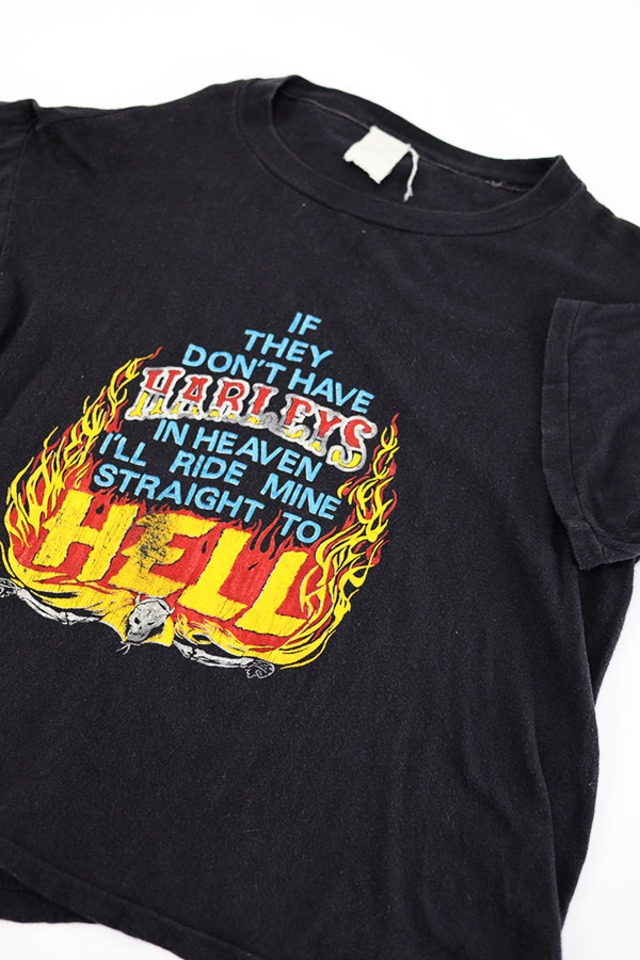 IF
THEY
DON'T HAVE
HARLEYS
IN HEAVEN
I'LL RIDE MINE
STRAIGHT TO
HELL